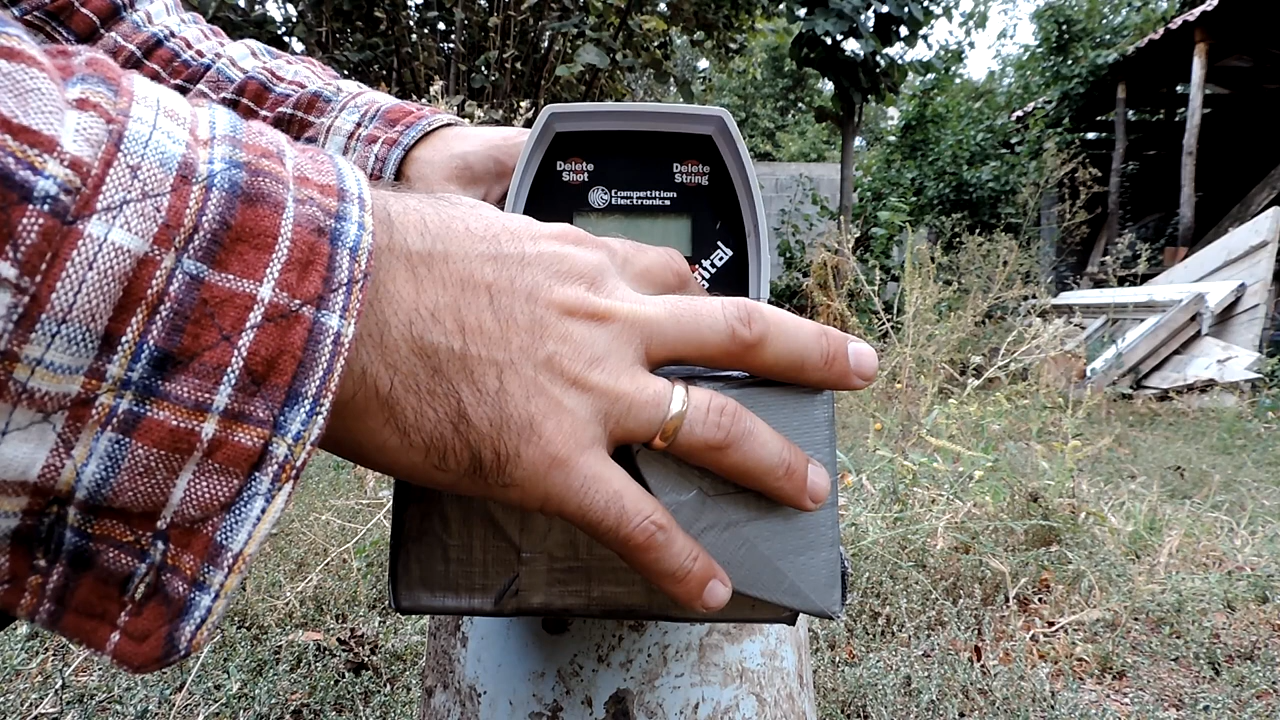 Delete
Shot
Delete
String
Competition
Electronics